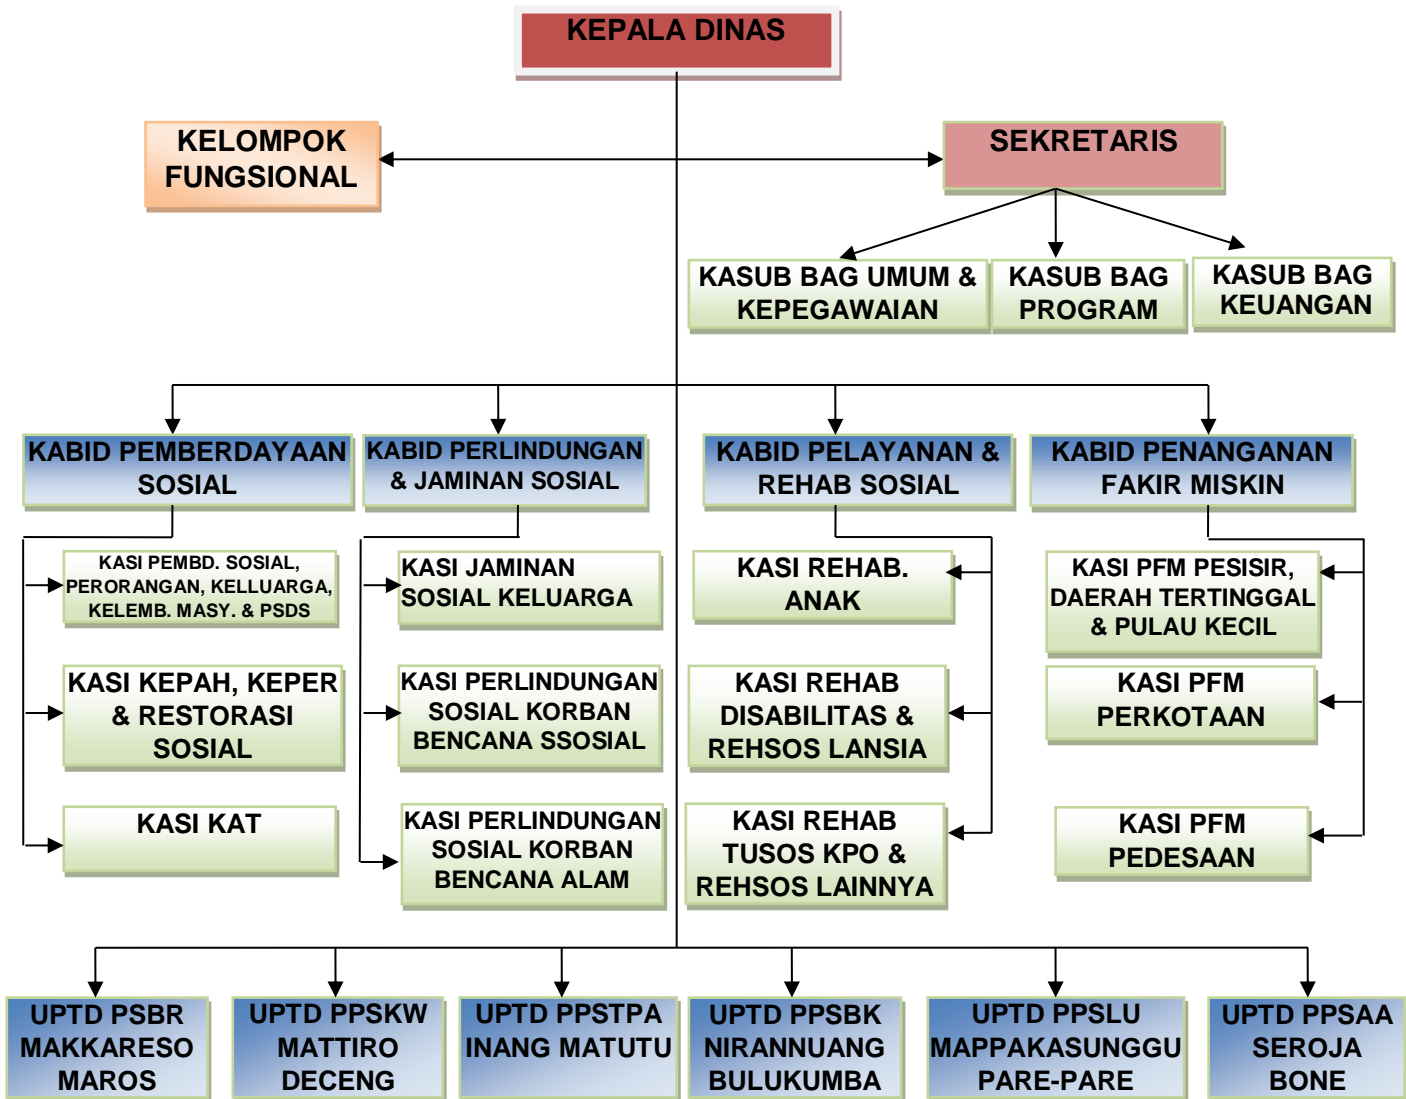 KEPALA DINAS
KELOMPOK
FUNGSIONAL
SEKRETARIS
KASUB BAG UMUM &
KEPEGAWAIAN
KASUB BAG
PROGRAM
KASUB BAG
KEUANGAN
KABID PEMBERDAYAAN
SOSIAL
KABID PERLINDUNGAN
& JAMINAN SOSIAL
KABID PELAYANAN &
REHAB SOSIAL
KABID PENANGANAN
FAKIR MISKIN
KASI PEMBD. SOSIAL,
PERORANGAN, KELLUARGA,
KELEMB. MASY. & PSDS
KASI JAMINAN
SOSIAL KELUARGA
KASI REHAB.
ANAK
KASI PFM PESISIR,
DAERAH TERTINGGAL
& PULAU KECIL
KASI KEPAH, KEPER
& RESTORASI
SOSIAL
KASI PERLINDUNGAN
SOSIAL KORBAN
BENCANA SSOSIAL
KASI REHAB
DISABILITAS &
REHSOS LANSIA
KASI PFM
PERKOTAAN
KASI KAT
KASI PERLINDUNGAN
SOSIAL KORBAN
BENCANA ALAM
KASI REHAB
TUSOS KPO &
REHSOS LAINNYA
KASI PFM
PEDESAAN
UPTD PSBR
MAKKARESO
MAROS
UPTD PPSKW
MATTIRO
DECENG
UPTD PPSTPA
INANG MATUTU
UPTD PPSBK
NIRANNUANG
BULUKUMBA
UPTD PPSLU
MAPPAKASUNGGU
PARE-PARE
UPTD PPSAA
SEROJA
BONE